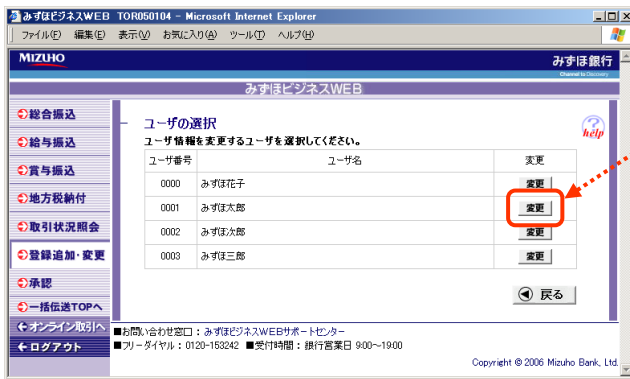 みずほビジネスWEB TOR050104 - Microsoft Internet Explorer
ファイル(F) 編集(E) 表示(V) お気に入り(A) ツール(T) ヘルプ(H)
MIZUHO みずほ銀行
Channel to Discovery
みずほビジネスWEB
総合振込
給与振込
賞与振込
地方税納付
取引状況照会
登録追加・変更
承認
一括伝送TOPへ
オンライン取引へ
ログアウト
ユーザの選択
help
ユーザ情報を変更するユーザを選択してください。
ユーザ番号 ユーザ名 変更
0000 みずほ花子 変更
0001 みずほ太郎 変更
0002 みずほ次郎 変更
0003 みずほ三郎 変更
戻る
■お問い合わせ窓口：みずほビジネスWEBサポートセンター
■フリーダイヤル：0120-153242 ■受付時間：銀行営業日 9:00～19:00
Copyright © 2006 Mizuho Bank, Ltd.